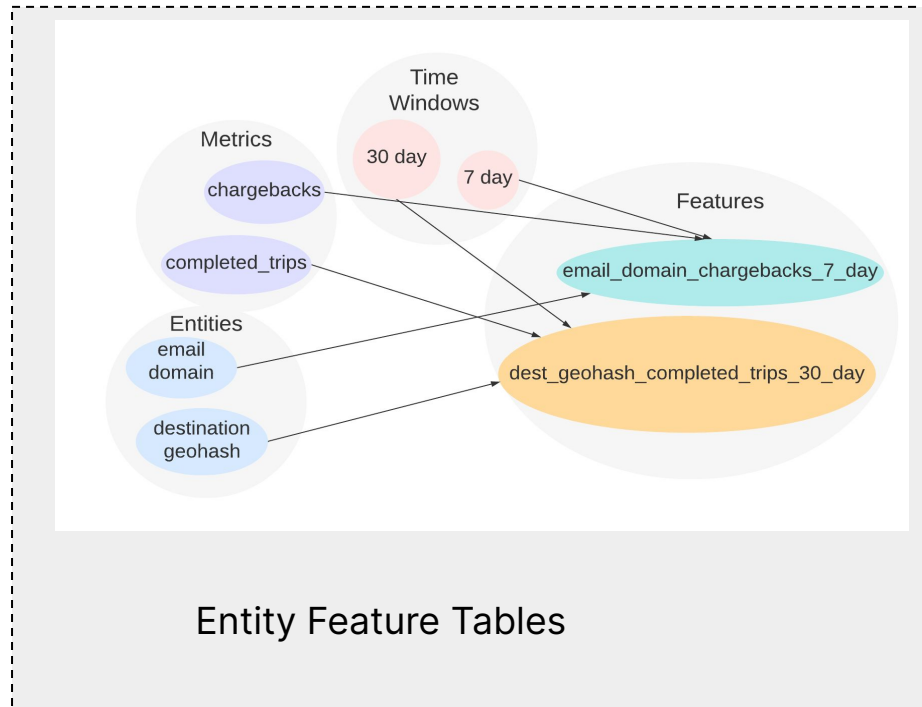 Time
Windows
30 day
7 day
Metrics
chargebacks
completed_trips
Entities
email
domain
destination
geohash
Features
email_domain_chargebacks_7_day
dest_geohash_completed_trips_30_day
Entity Feature Tables